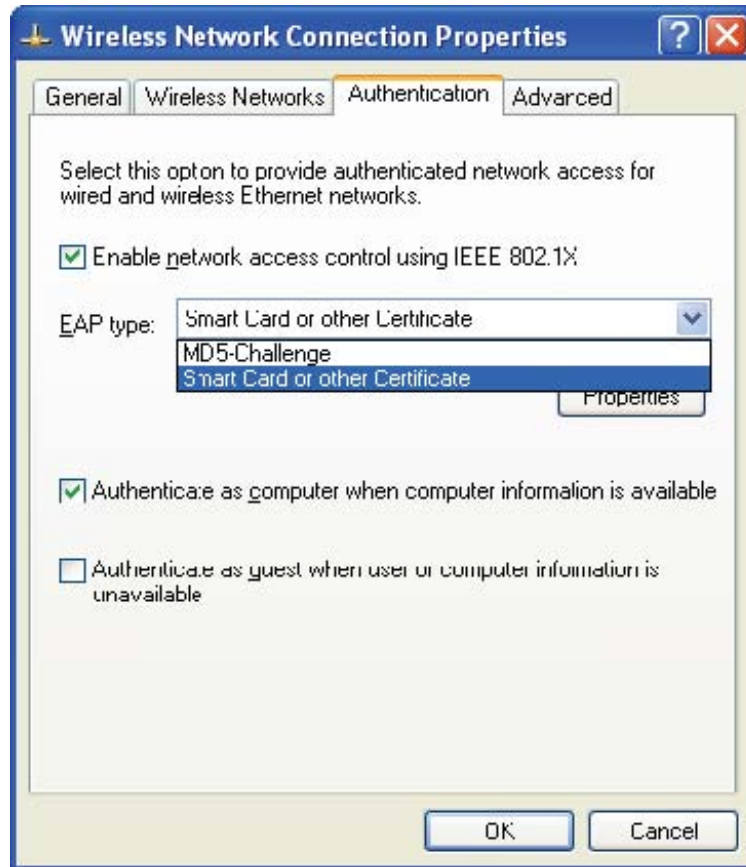 Wireless Network Connection Properties
General Wireless Networks Authentication Advanced
Select this option to provide authenticated network access for
wired and wireless Ethernet networks.
Enable network access control using IEEE 802.1X
EAP type: Smart Card or other Certificate
MD5-Challenge
Smart Card or other Certificate
Properties
Authenticate as computer when computer information is available
Authenticate as guest when user or computer information is
unavailable
OK Cancel